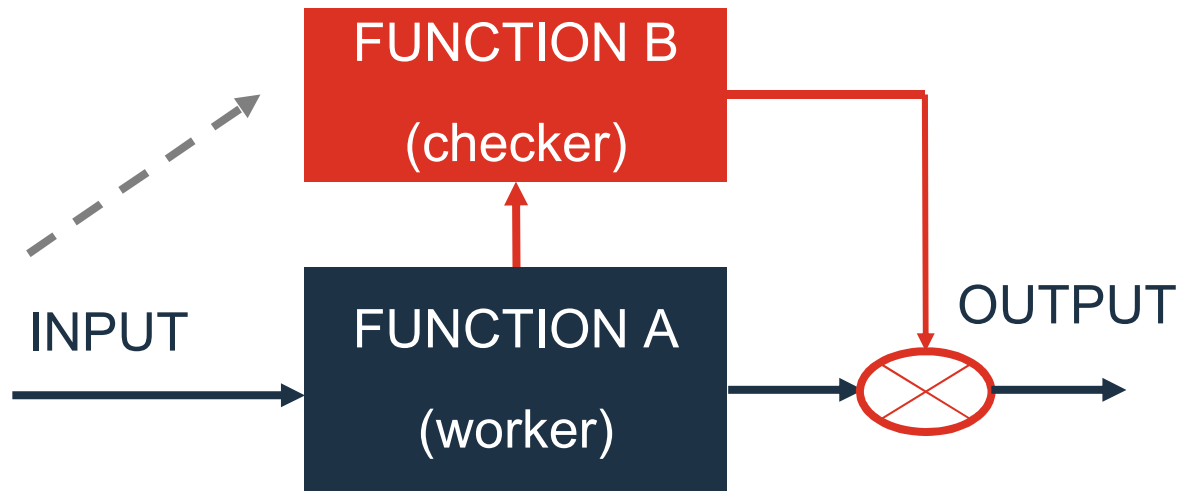 FUNCTION B
(checker)
INPUT
FUNCTION A
(worker)
OUTPUT